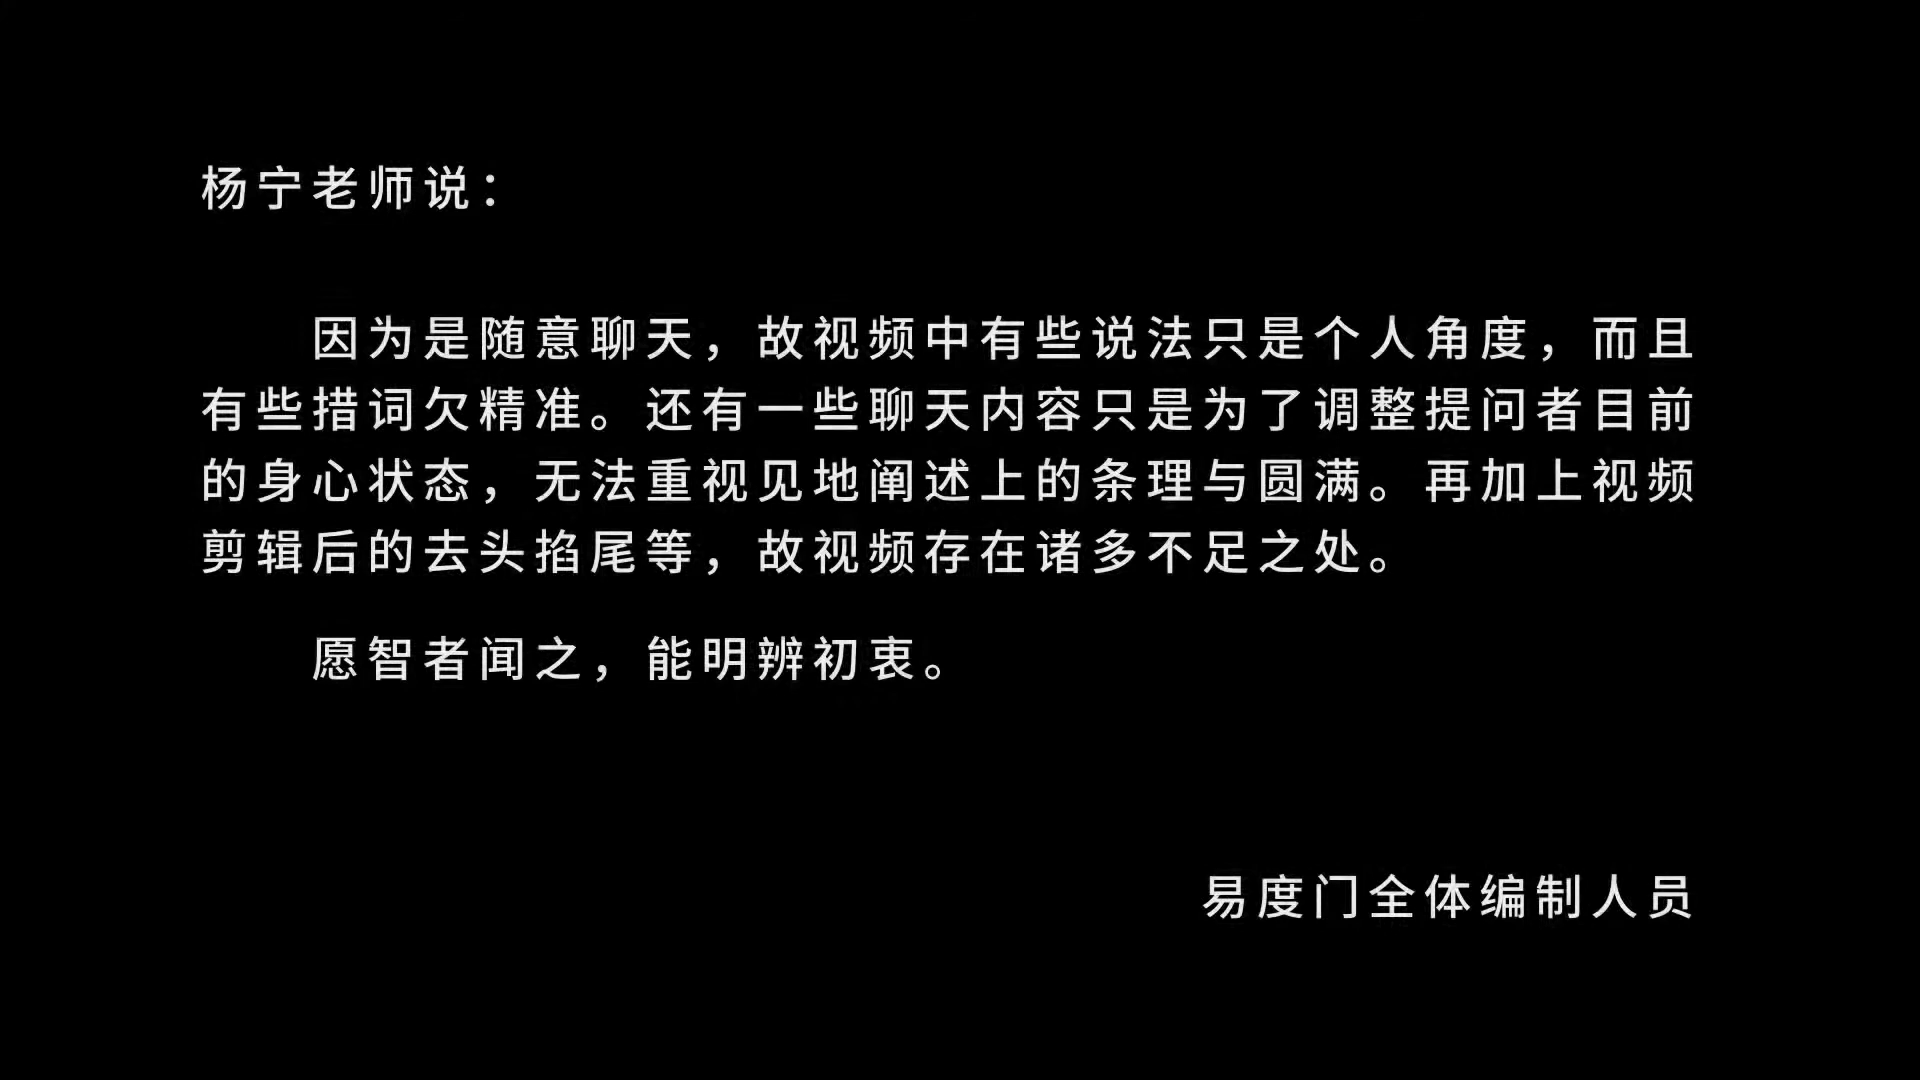 杨宁老师说：
因为是随意聊天，故视频中有些说法只是个人角度，而且
有些措词欠精准。还有一些聊天内容只是为了调整提问者目前
的身心状态，无法重视见地阐述上的条理与圆满。再加上视频
剪辑后的去头掐尾等，故视频存在诸多不足之处。
愿智者闻之，能明辨初衷。
易度门全体编制人员